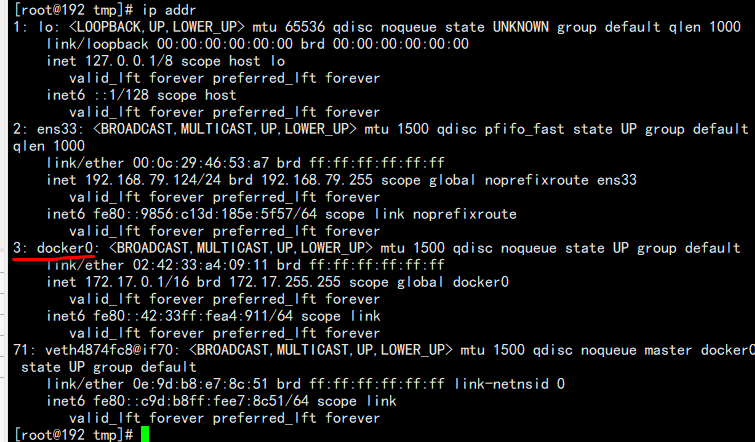 [root@192 tmp]# ip addr
1: lo: <LOOPBACK,UP,LOWER_UP> mtu 65536 qdisc noqueue state UNKNOWN group default qlen 1000
    link/loopback 00:00:00:00:00:00 brd 00:00:00:00:00:00
    inet 127.0.0.1/8 scope host lo
       valid_lft forever preferred_lft forever
    inet6 ::1/128 scope host
       valid_lft forever preferred_lft forever
2: ens33: <BROADCAST,MULTICAST,UP,LOWER_UP> mtu 1500 qdisc pfifo_fast state UP group default
qlen 1000
    link/ether 00:0c:29:46:53:a7 brd ff:ff:ff:ff:ff:ff
    inet 192.168.79.124/24 brd 192.168.79.255 scope global noprefixroute ens33
       valid_lft forever preferred_lft forever
    inet6 fe80::9856:c13d:185e:5f57/64 scope link noprefixroute
       valid_lft forever preferred_lft forever
3: docker0: <BROADCAST,MULTICAST,UP,LOWER_UP> mtu 1500 qdisc noqueue state UP group default
    link/ether 02:42:33:a4:09:11 brd ff:ff:ff:ff:ff:ff
    inet 172.17.0.1/16 brd 172.17.255.255 scope global docker0
       valid_lft forever preferred_lft forever
    inet6 fe80::42:33ff:fea4:911/64 scope link
       valid_lft forever preferred_lft forever
71: veth4874fc8@if70: <BROADCAST,MULTICAST,UP,LOWER_UP> mtu 1500 qdisc noqueue master docker0
 state UP group default
    link/ether 0e:9d:b8:e7:8c:51 brd ff:ff:ff:ff:ff:ff link-netnsid 0
    inet6 fe80::c9d:b8ff:fee7:8c51/64 scope link
       valid_lft forever preferred_lft forever
[root@192 tmp]#